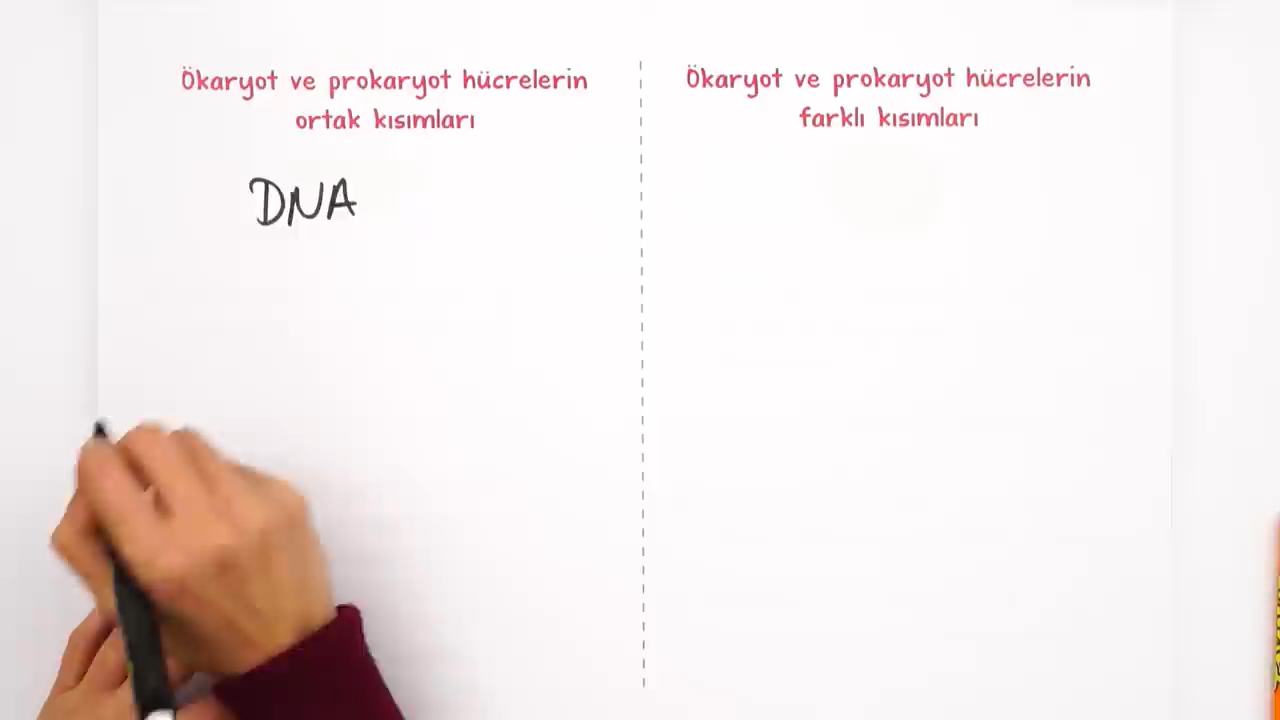 Ökaryot ve prokaryot hücrelerin
ortak kısımları
DNA
Ökaryot ve prokaryot hücrelerin
farklı kısımları